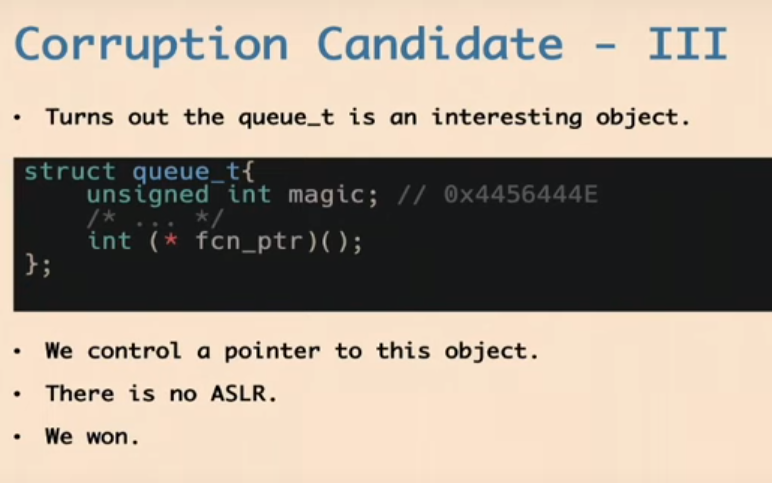 Corruption Candidate - III
• Turns out the queue_t is an interesting object.
struct queue_t{
unsigned int magic; // 0x4456444E
/* ... */
int (* fcn_ptr)();
};
• We control a pointer to this object.
• There is no ASLR.
• We won.